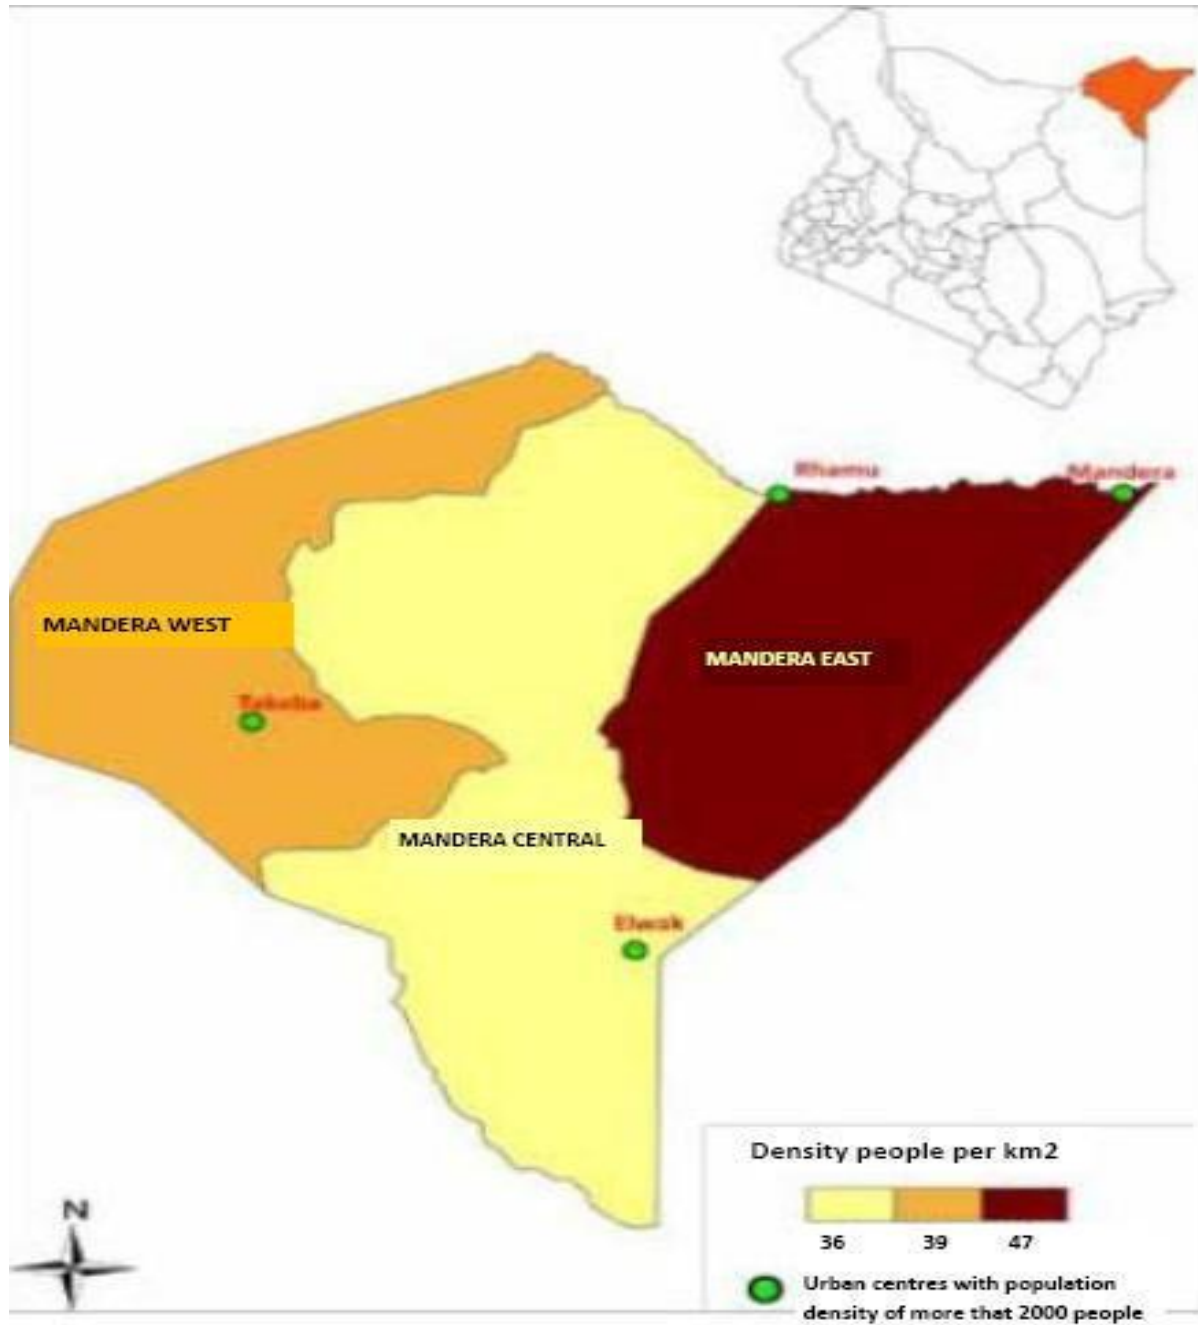 Rhamu
Mandera
MANDERA WEST
MANDERA EAST
Takaba
MANDERA CENTRAL
Elwak
Density people per km2
36 39 47
N
Urban centres with population
density of more that 2000 people